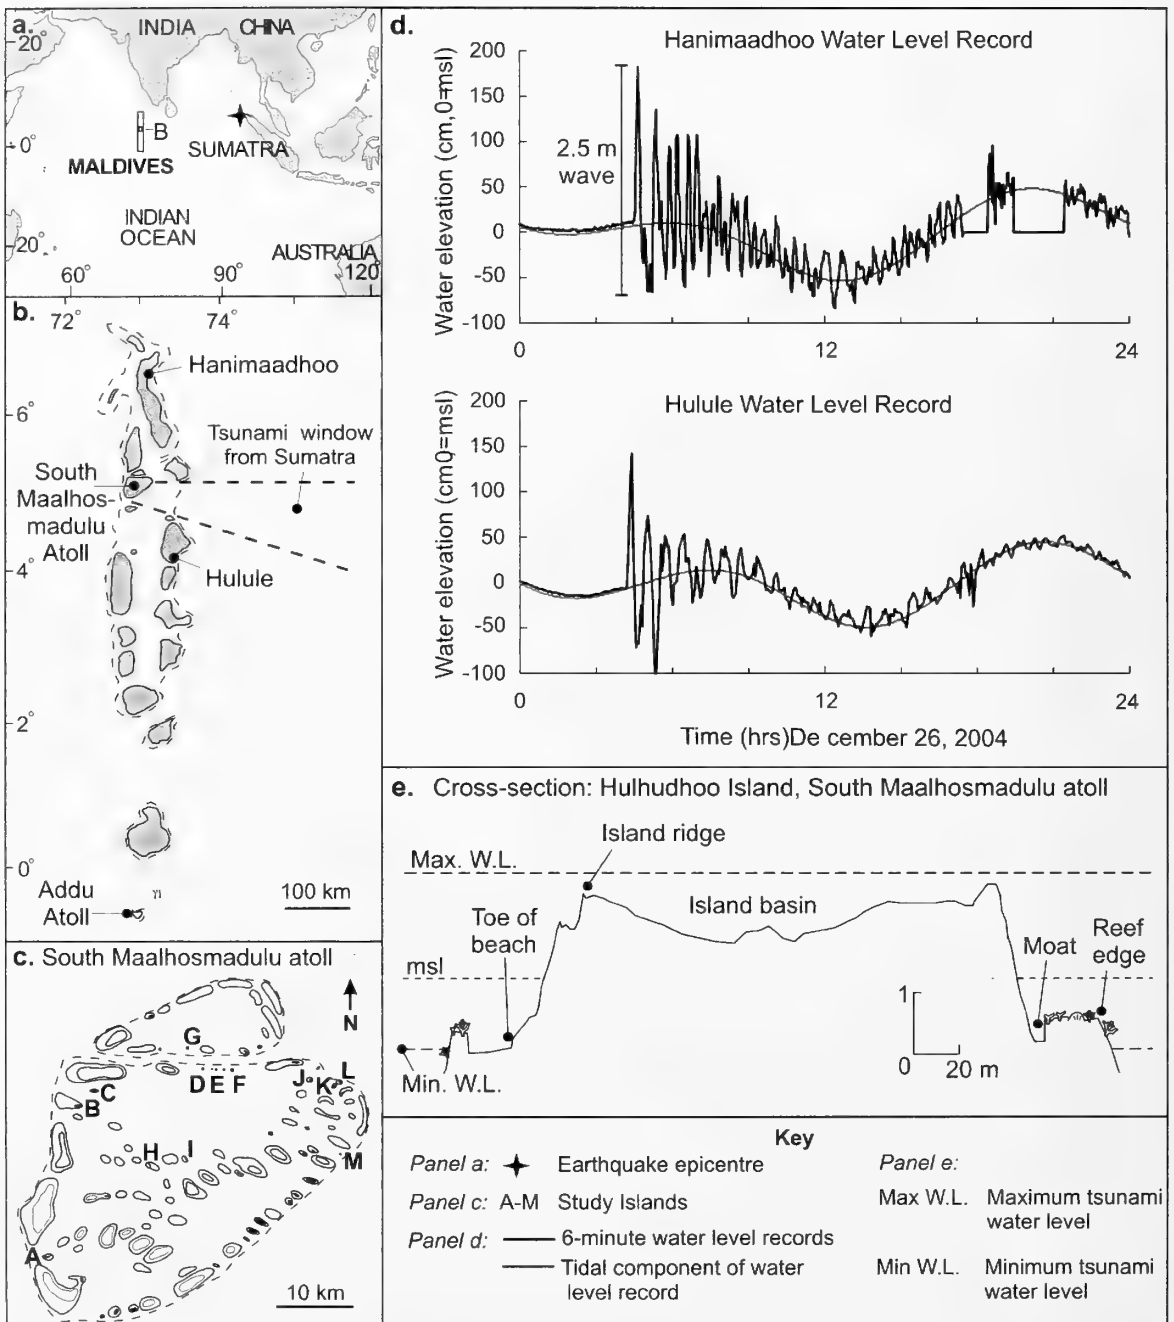 a.
INDIA
CHINA
20°
B
0°
SUMATRA
MALDIVES
INDIAN
OCEAN
20°
AUSTRALIA
60°
90°
120°
b.
72°
74°
Hanimaadhoo
6°
Tsunami window
from Sumatra
South
Maalhos-
madulu
Atoll
4°
Hulule
2°
0°
Addu
Atoll
100 km
c. South Maalhosmadulu atoll
N
G
D E F
J
K
L
C
B
H
I
M
A
10 km
d.
Hanimaadhoo Water Level Record
Water elevation (cm,0=msl)
200
150
100
50
0
-50
-100
2.5 m
wave
0
12
24
Hulule Water Level Record
Water elevation (cm0=msl)
200
150
100
50
0
-50
-100
0
12
24
Time (hrs)De cember 26, 2004
e. Cross-section: Hulhudhoo Island, South Maalhosmadulu atoll
Island ridge
Max. W.L.
Island basin
Toe of
beach
Reef
edge
Moat
msl
1
0
20 m
Min. W.L.
Key
Panel a:
Earthquake epicentre
Panel c: A-M Study Islands
Panel d:
6-minute water level records
Tidal component of water
level record
Panel e:
Max W.L. Maximum tsunami
water level
Min W.L. Minimum tsunami
water level